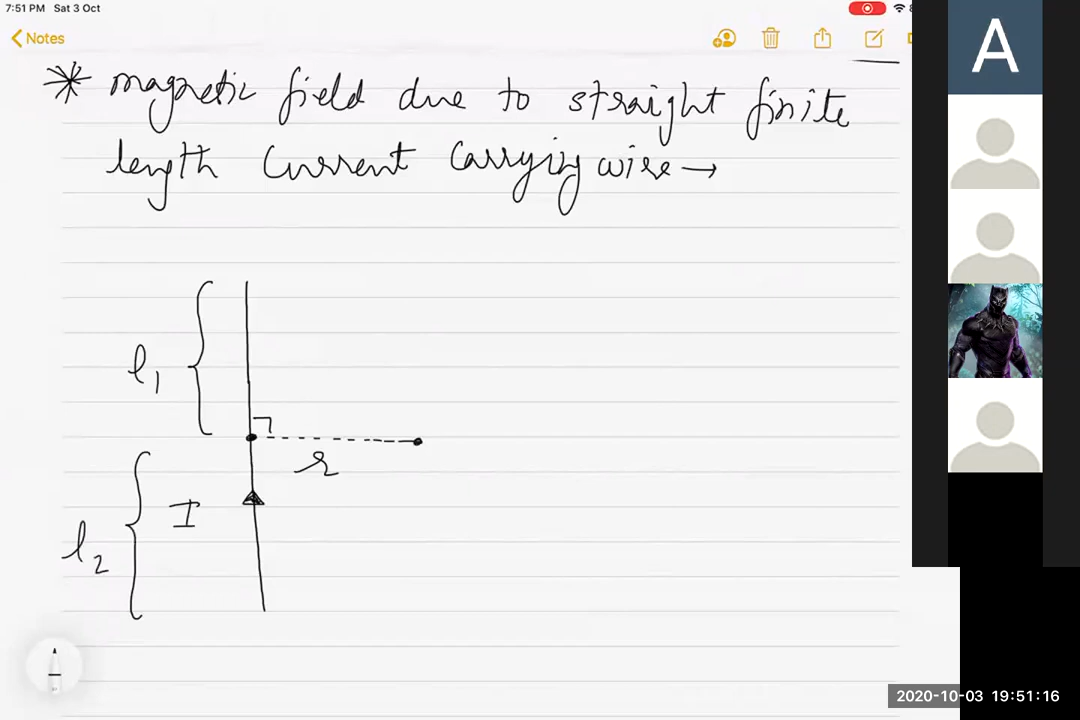 7:51 PM Sat 3 Oct
Notes
* magnetic field due to straight finite
length current carrying wire →
l1
r
I
l2
A
2020-10-03 19:51:16